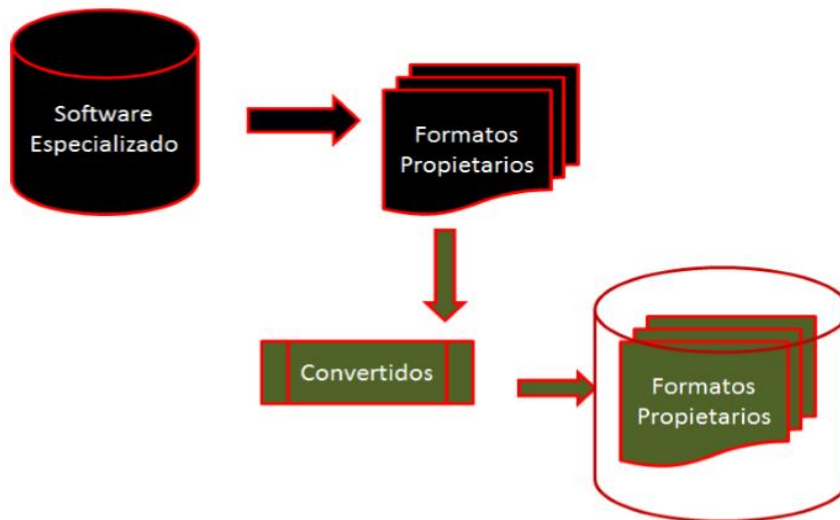 Software
Especializado
Formatos
Propietarios
Convertidos
Formatos
Propietarios